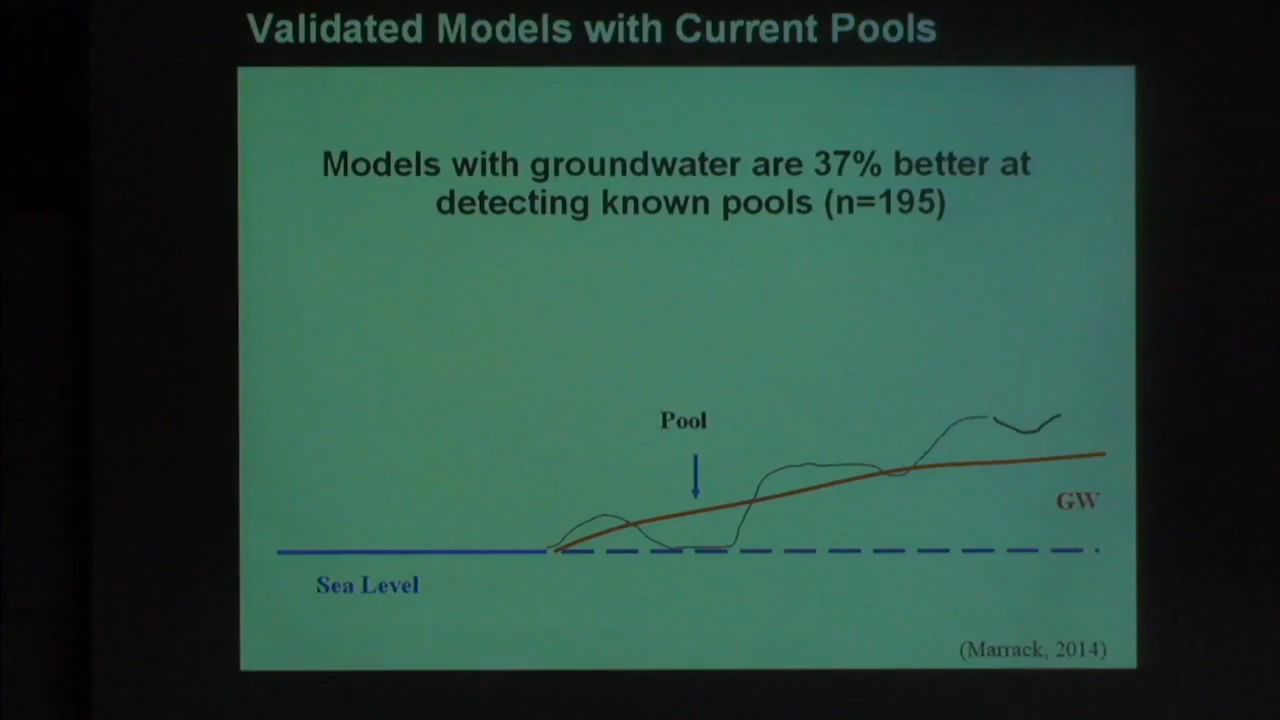 Validated Models with Current Pools
Models with groundwater are 37% better at
detecting known pools (n=195)
Pool
GW
Sea Level
(Marrack, 2014)